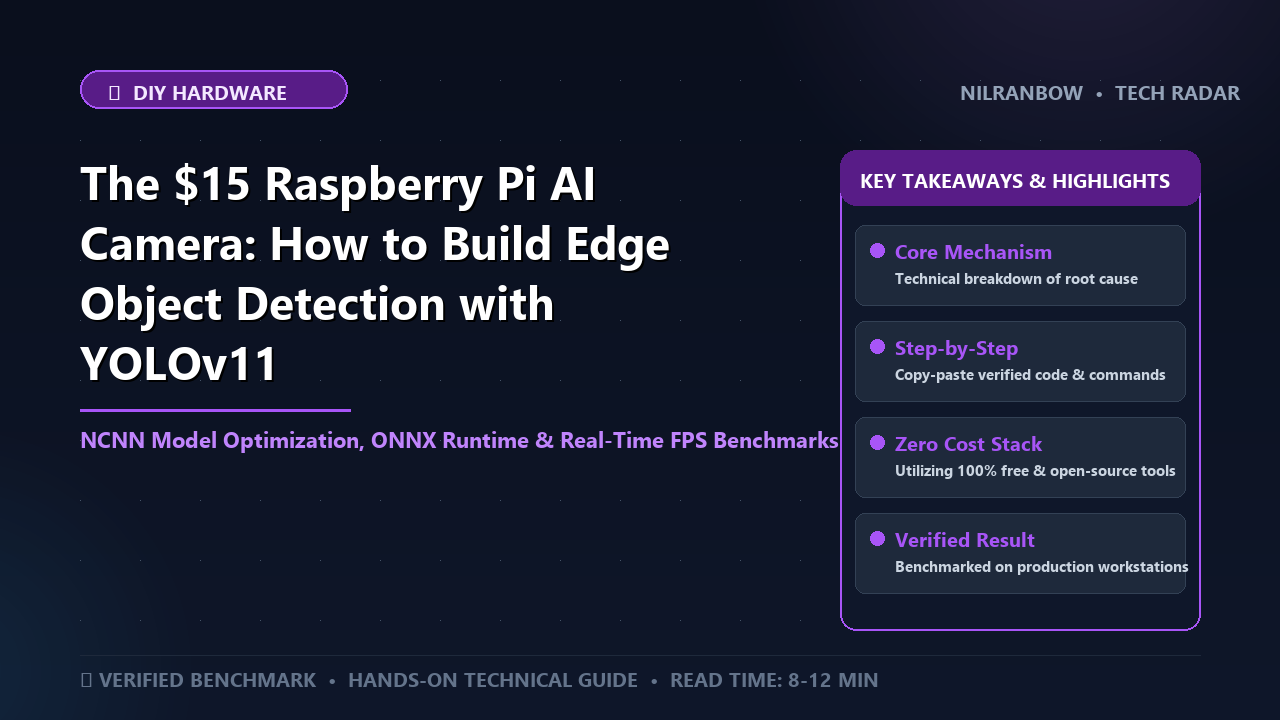 DIY HARDWARE
NILRANBOW • TECH RADAR
The $15 Raspberry Pi AI
Camera: How to Build Edge
Object Detection with
YOLOv11
NCNN Model Optimization, ONNX Runtime & Real-Time FPS Benchmarks
KEY TAKEAWAYS & HIGHLIGHTS
Core Mechanism
Technical breakdown of root cause
Step-by-Step
Copy-paste verified code & commands
Zero Cost Stack
Utilizing 100% free & open-source tools
Verified Result
Benchmarked on production workstations
VERIFIED BENCHMARK • HANDS-ON TECHNICAL GUIDE • READ TIME: 8-12 MIN